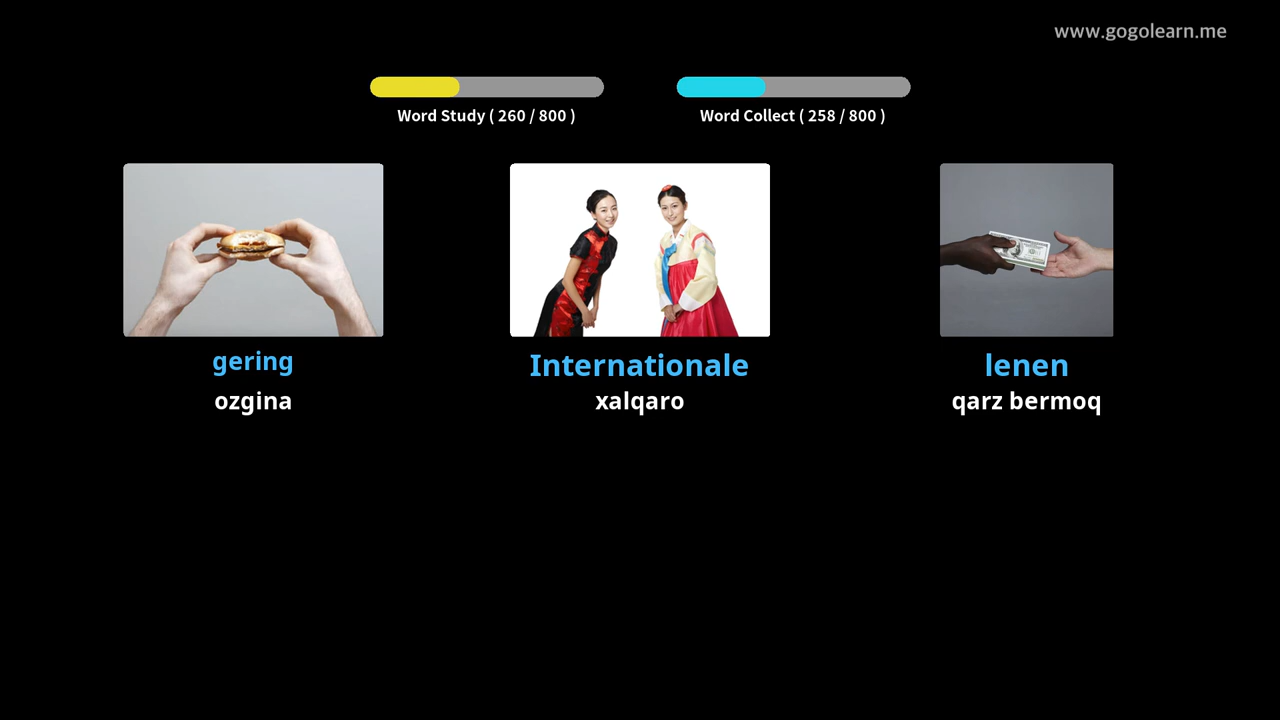 www.gogolearn.me
Word Study ( 260 / 800 )
Word Collect ( 258 / 800 )
gering
ozgina
Internationale
xalqaro
lenen
qarz bermoq